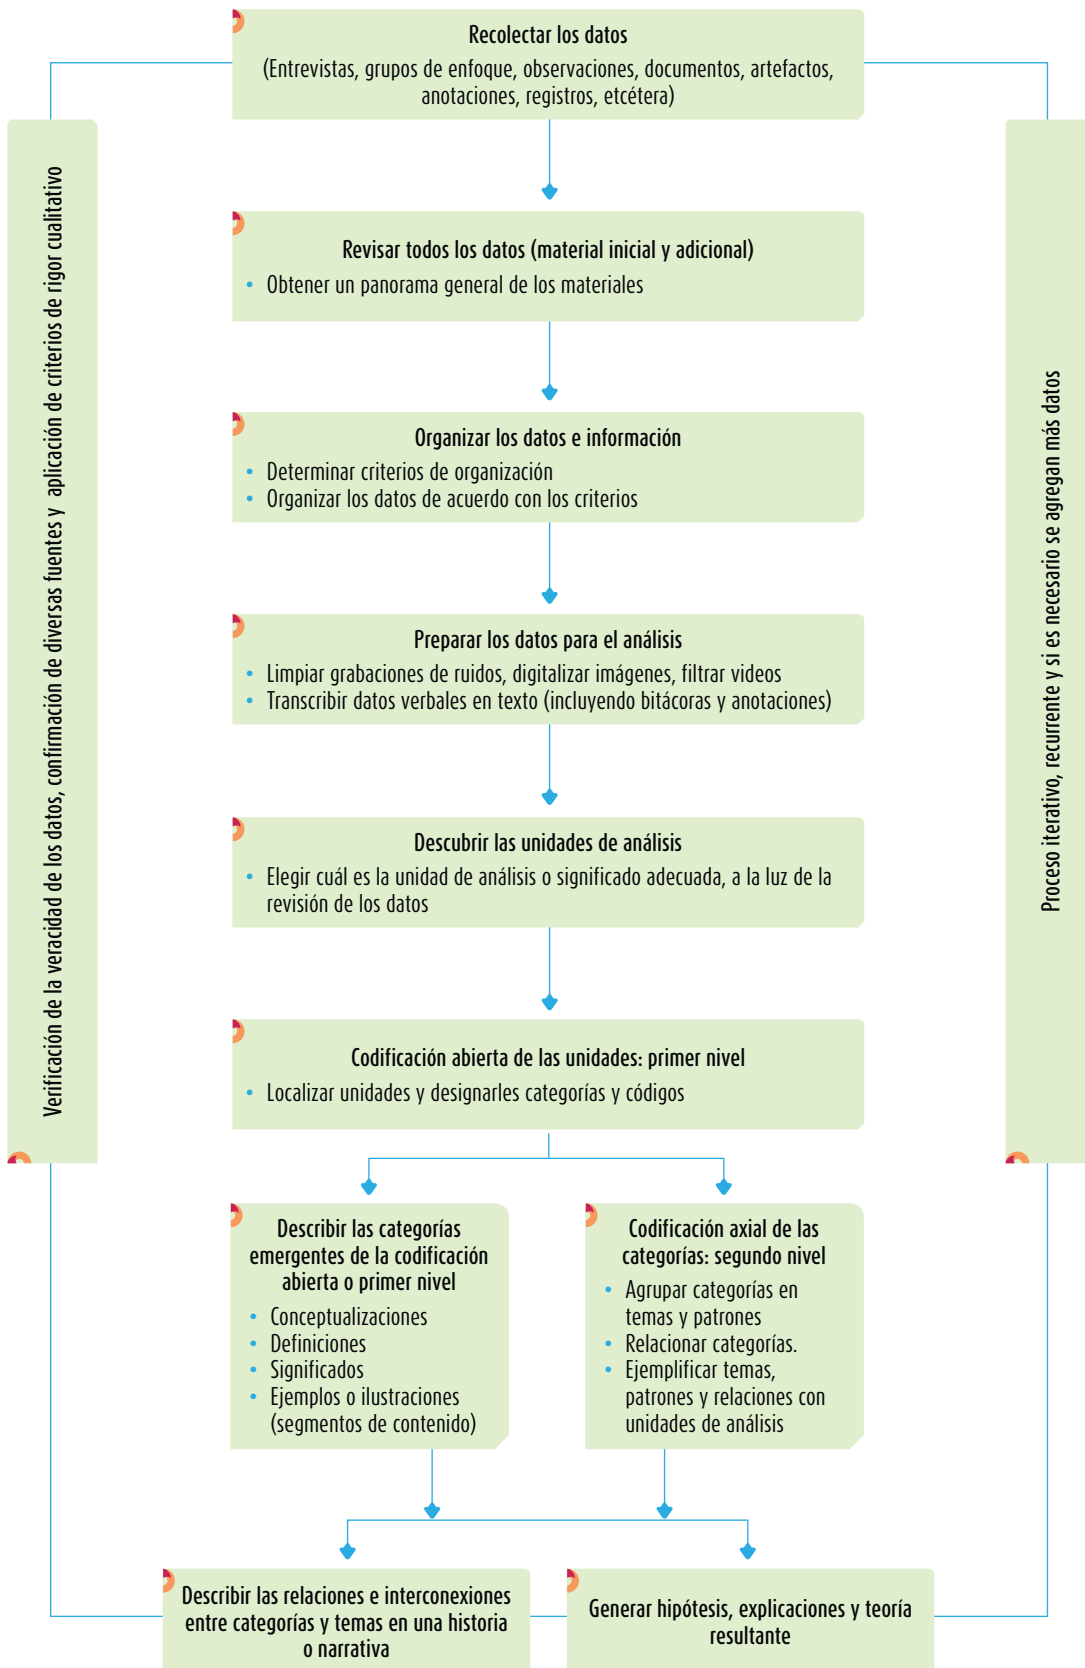 Recolectar los datos
(Entrevistas, grupos de enfoque, observaciones, documentos, artefactos,
anotaciones, registros, etcétera)
Verificación de la veracidad de los datos, confirmación de diversas fuentes y aplicación de criterios de rigor cualitativo
Proceso iterativo, recurrente y si es necesario se agregan más datos
Revisar todos los datos (material inicial y adicional)
• Obtener un panorama general de los materiales
Organizar los datos e información
• Determinar criterios de organización
• Organizar los datos de acuerdo con los criterios
Preparar los datos para el análisis
• Limpiar grabaciones de ruidos, digitalizar imágenes, filtrar videos
• Transcribir datos verbales en texto (incluyendo bitácoras y anotaciones)
Descubrir las unidades de análisis
• Elegir cuál es la unidad de análisis o significado adecuada, a la luz de la
revisión de los datos
Codificación abierta de las unidades: primer nivel
• Localizar unidades y designarles categorías y códigos
Describir las categorías
emergentes de la codificación
abierta o primer nivel
• Conceptualizaciones
• Definiciones
• Significados
• Ejemplos o ilustraciones
(segmentos de contenido)
Codificación axial de las
categorías: segundo nivel
• Agrupar categorías en
temas y patrones
• Relacionar categorías.
• Ejemplificar temas,
patrones y relaciones con
unidades de análisis
Describir las relaciones e interconexiones
entre categorías y temas en una historia
o narrativa
Generar hipótesis, explicaciones y teoría
resultante